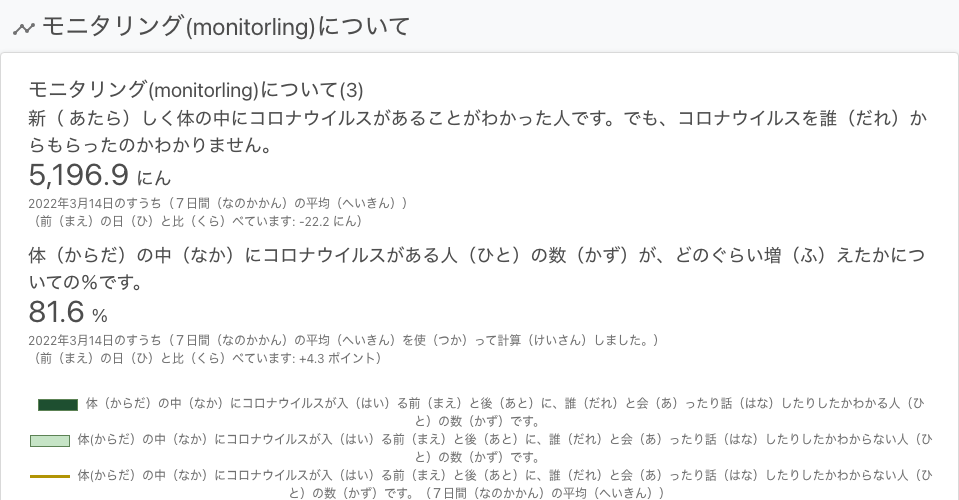 モニタリング(monitorling)について
モニタリング(monitorling)について(3)
新（ あたら）しく体の中にコロナウイルスがあることがわかった人です。でも、コロナウイルスを誰（だれ）か
らもらったのかわかりません。
5,196.9 にん
2022年3月14日のすうち（７日間（なのかかん）の平均（へいきん））
（前（まえ）の日（ひ）と比（くら）べています: -22.2 にん）
体（からだ）の中（なか）にコロナウイルスがある人（ひと）の数（かず）が、どのぐらい増（ふ）えたかにつ
いての%です。
81.6 %
2022年3月14日のすうち（７日間（なのかかん）の平均（へいきん）を使（つか）って計算（けいさん）しました。）
（前（まえ）の日（ひ）と比（くら）べています: +4.3 ポイント）
体（からだ）の中（なか）にコロナウイルスが入（はい）る前（まえ）と後（あと）に、誰（だれ）と会（あ）ったり話（はな）したりしたかわかる人（ひ
と）の数（かず）です。
体(からだ）の中（なか）にコロナウイルスが入（はい）る前（まえ）と後（あと）に、誰（だれ）と会（あ）ったり話（はな）したりしたかわからない人（ひ
と）の数（かず）です。
体(からだ）の中（なか）にコロナウイルスが入（はい）る前（まえ）と後（あと）に、誰（だれ）と会（あ）ったり話（はな）したりしたかわからない人（ひ
と）の数（かず）です。（７日間（なのかかん）の平均（へいきん））